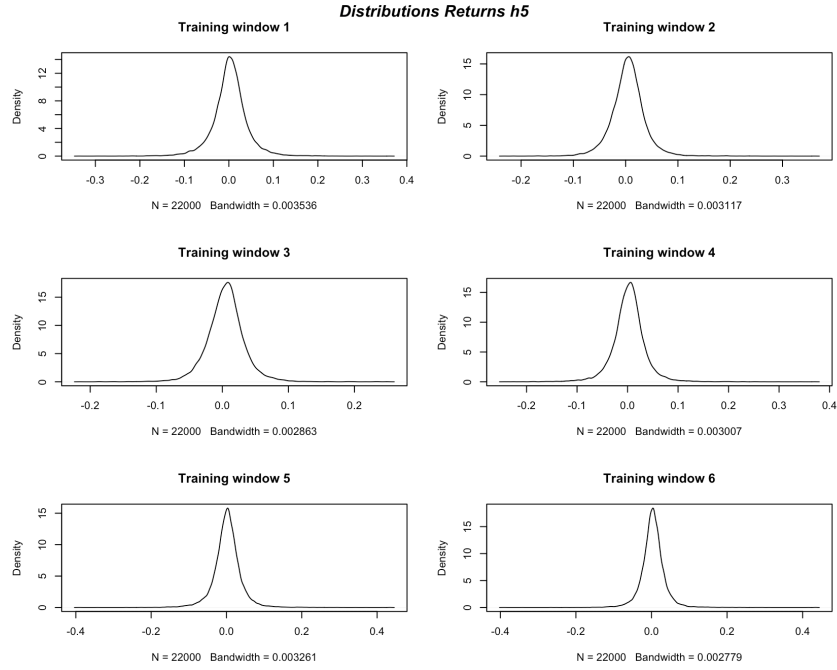 Distributions Returns h5
Training window 1
Density
0 4 8 12
-0.3 -0.2 -0.1 0.0 0.1 0.2 0.3 0.4
N = 22000 Bandwidth = 0.003536
Training window 2
Density
0 5 10 15
-0.2 -0.1 0.0 0.1 0.2 0.3
N = 22000 Bandwidth = 0.003117
Training window 3
Density
0 5 10 15
-0.2 -0.1 0.0 0.1 0.2
N = 22000 Bandwidth = 0.002863
Training window 4
Density
0 5 10 15
-0.2 -0.1 0.0 0.1 0.2 0.3 0.4
N = 22000 Bandwidth = 0.003007
Training window 5
Density
0 5 10 15
-0.4 -0.2 0.0 0.2 0.4
N = 22000 Bandwidth = 0.003261
Training window 6
Density
0 5 10 15
-0.4 -0.2 0.0 0.2 0.4
N = 22000 Bandwidth = 0.002779